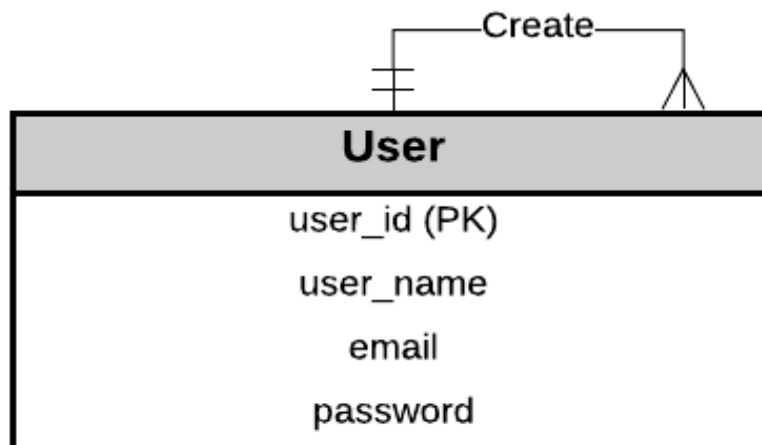 Create
User
user_id (PK)
user_name
email
password